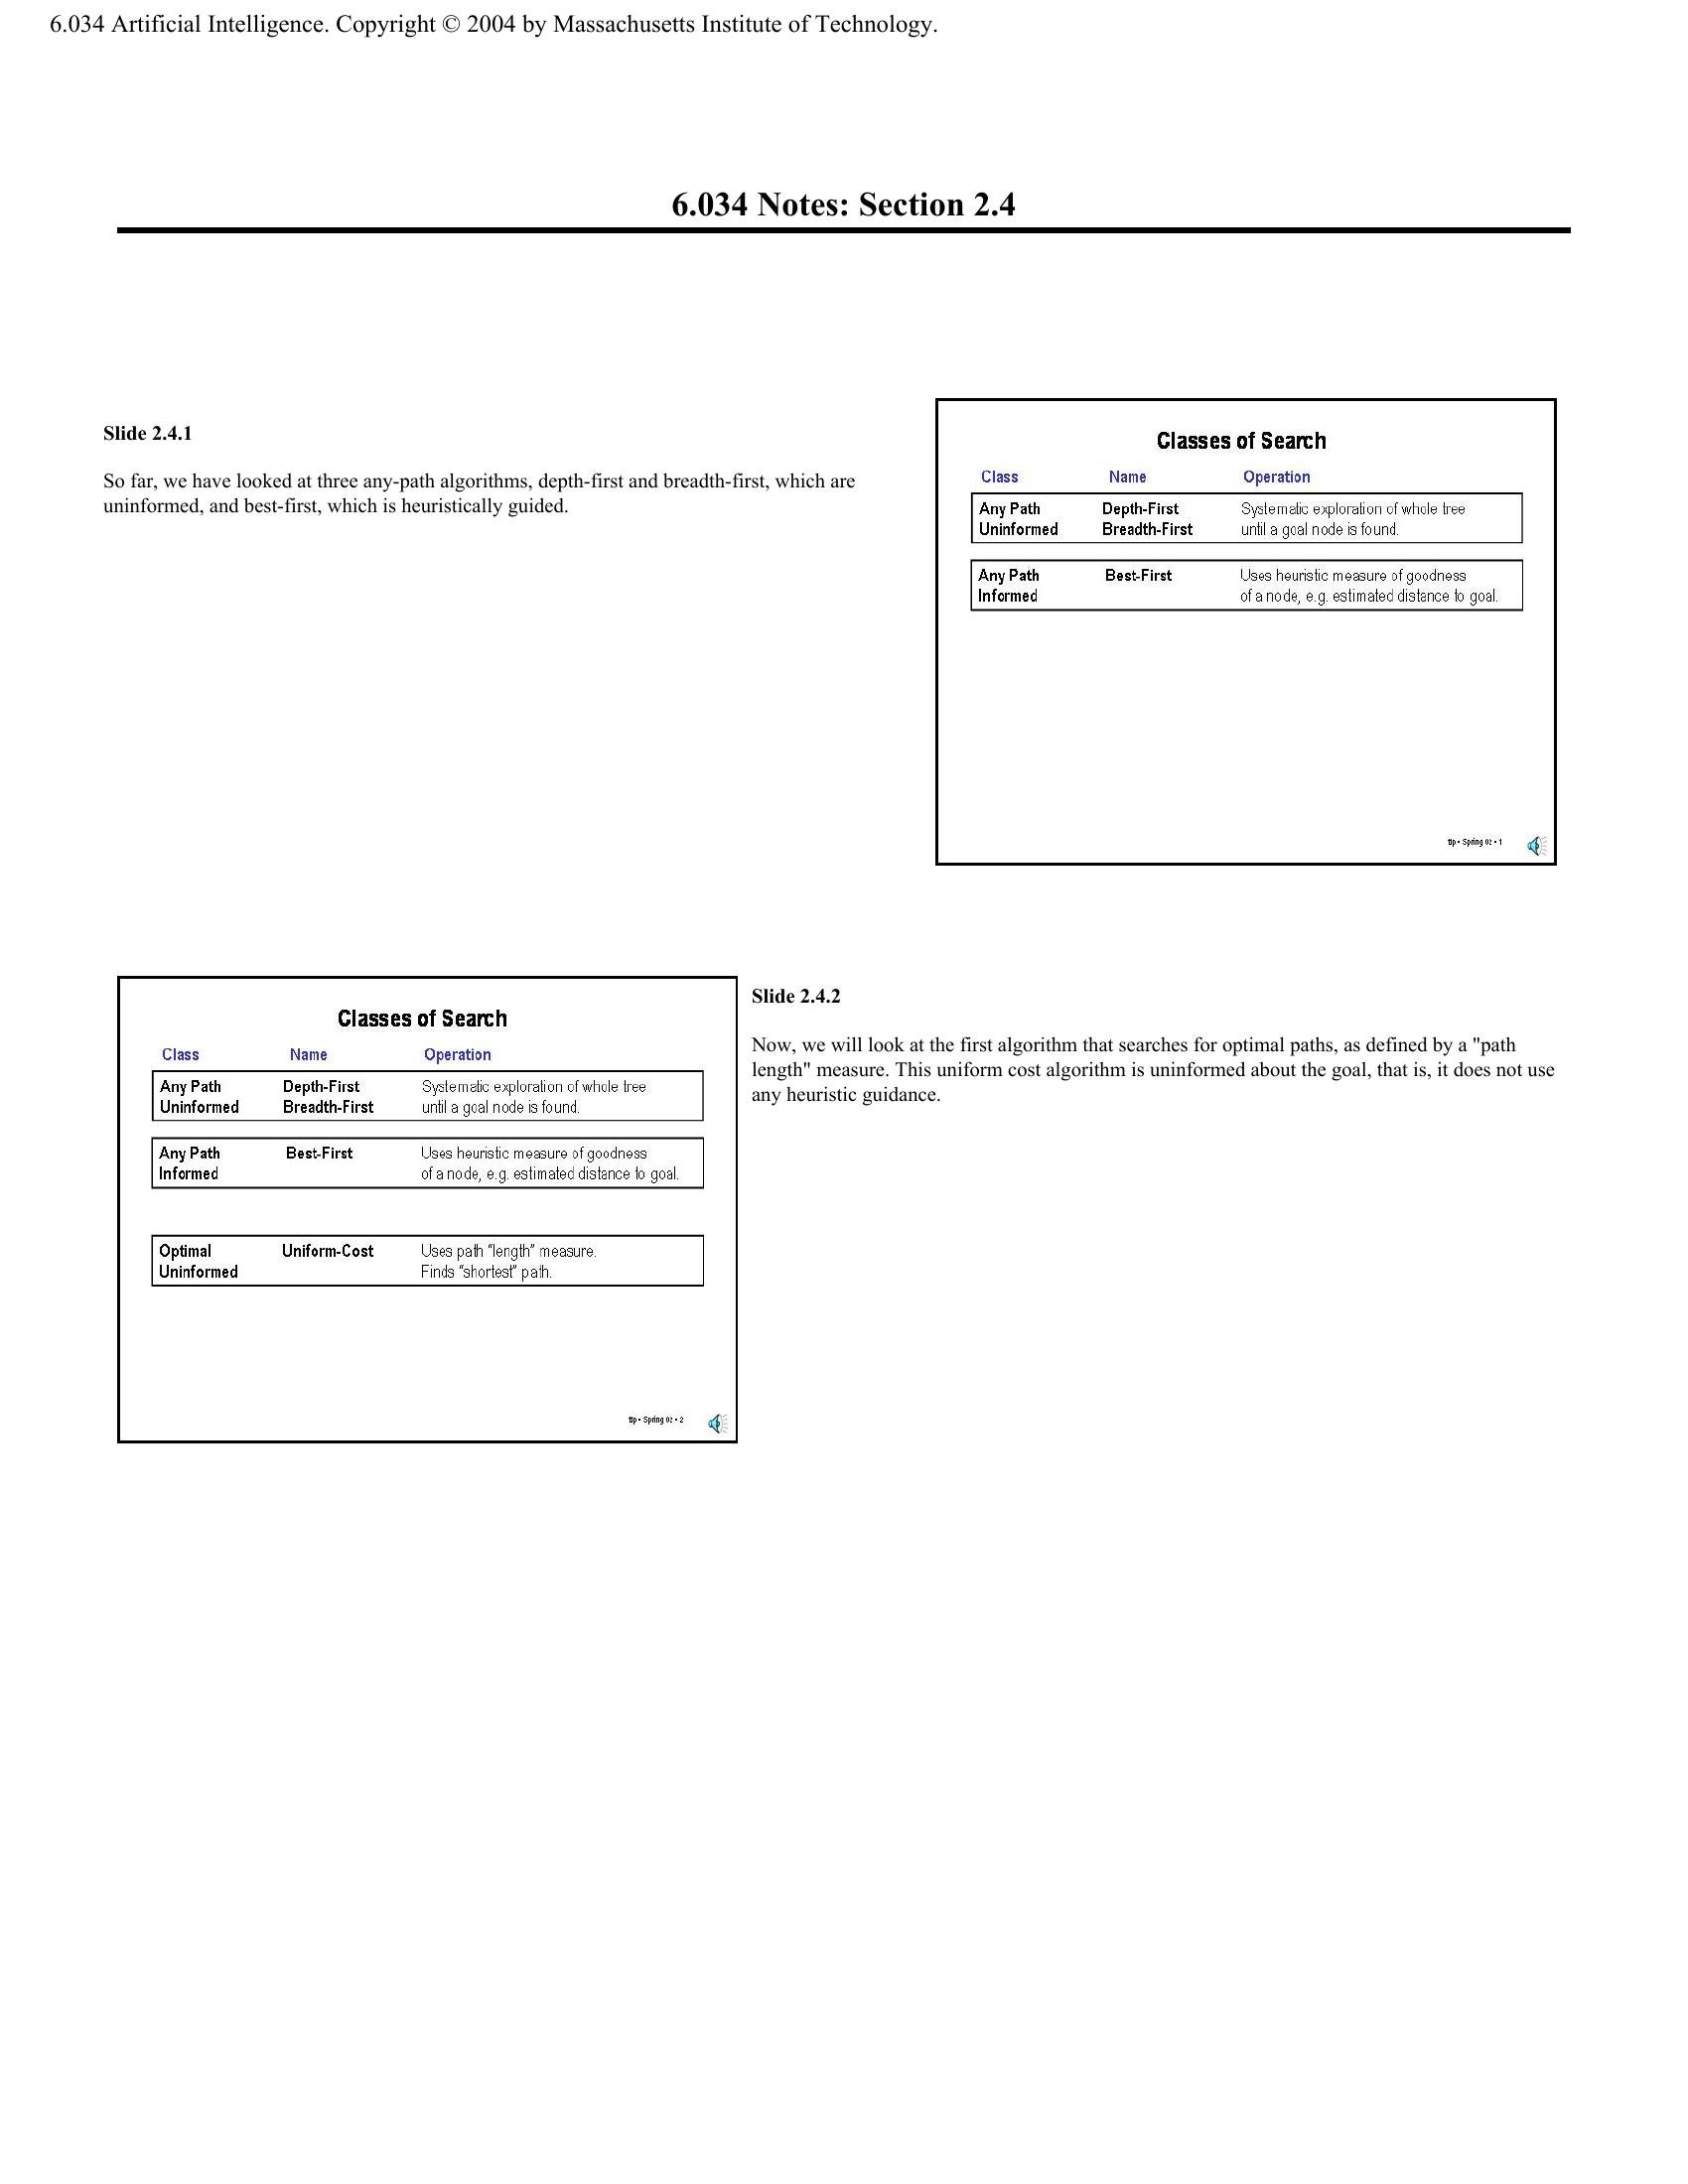 6.034 Artificial Intelligence. Copyright © 2004 by Massachusetts Institute of Technology.
6.034 Notes: Section 2.4
Slide 2.4.1
So far, we have looked at three any-path algorithms, depth-first and breadth-first, which are
uninformed, and best-first, which is heuristically guided.
Classes of Search
Class Name Operation
Any Path Depth-First Systematic exploration of whole tree
Uninformed Breadth-First until a goal node is found.
Any Path Best-First Uses heuristic measure of goodness
Informed of a node, e.g. estimated distance to goal.
tlp • Spring 02 • 1
Classes of Search
Class Name Operation
Any Path Depth-First Systematic exploration of whole tree
Uninformed Breadth-First until a goal node is found.
Any Path Best-First Uses heuristic measure of goodness
Informed of a node, e.g. estimated distance to goal.
Optimal Uniform-Cost Uses path “length” measure.
Uninformed Finds “shortest” path.
tlp • Spring 02 • 2
Slide 2.4.2
Now, we will look at the first algorithm that searches for optimal paths, as defined by a "path
length" measure. This uniform cost algorithm is uninformed about the goal, that is, it does not use
any heuristic guidance.